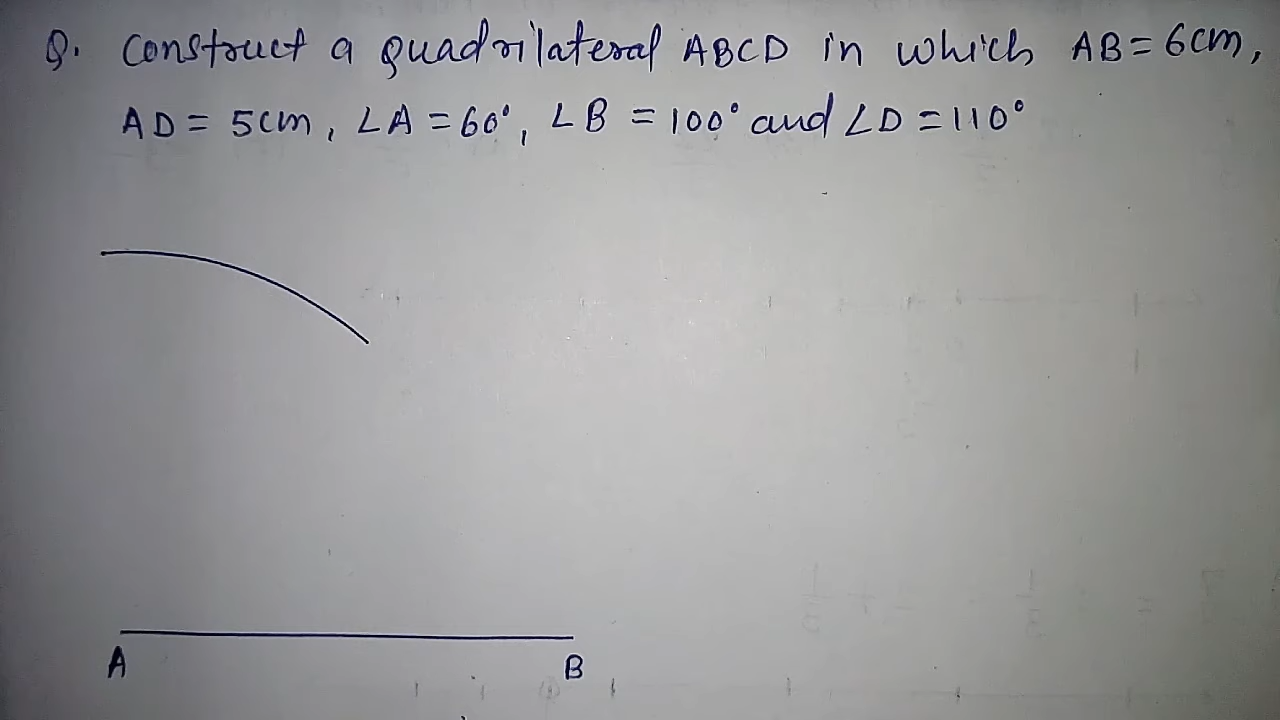 Q. Construct a quadrilateral ABCD in which AB = 6cm,
AD = 5cm, ∠A = 60°, ∠B = 100° and ∠D = 110°
A
B